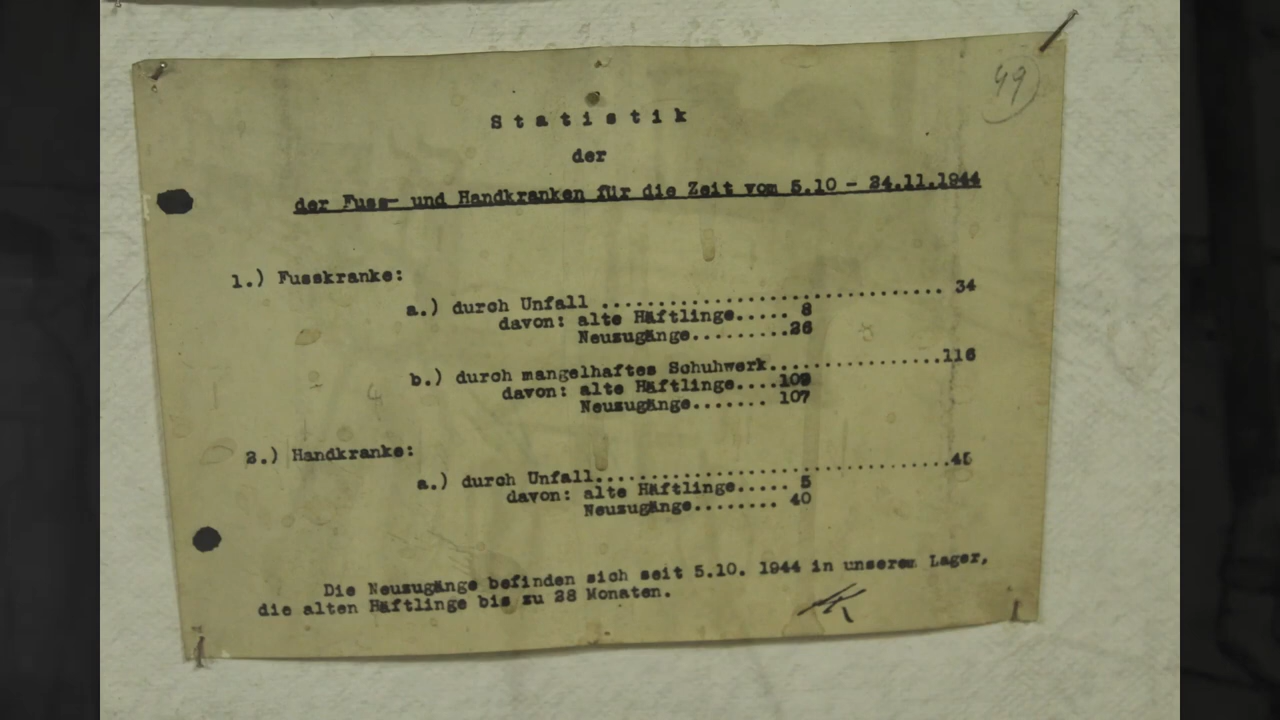 49
Statistik
der
der Fuss- und Handkranken für die Zeit vom 5.10 - 24.11.1944
1.) Fusskranke:
a.) durch Unfall .............................. 34
davon: alte Häftlinge..... 8
Neuzugänge.........26
b.) durch mangelhaftes Schuhwerk...............116
davon: alte Häftlinge....109
Neuzugänge....... 107
2.) Handkranke:
a.) durch Unfall...............................45
davon: alte Häftlinge..... 5
Neuzugänge........ 40
Die Neuzugänge befinden sich seit 5.10. 1944 in unserem Lager,
die alten Häftlinge bis zu 28 Monaten.